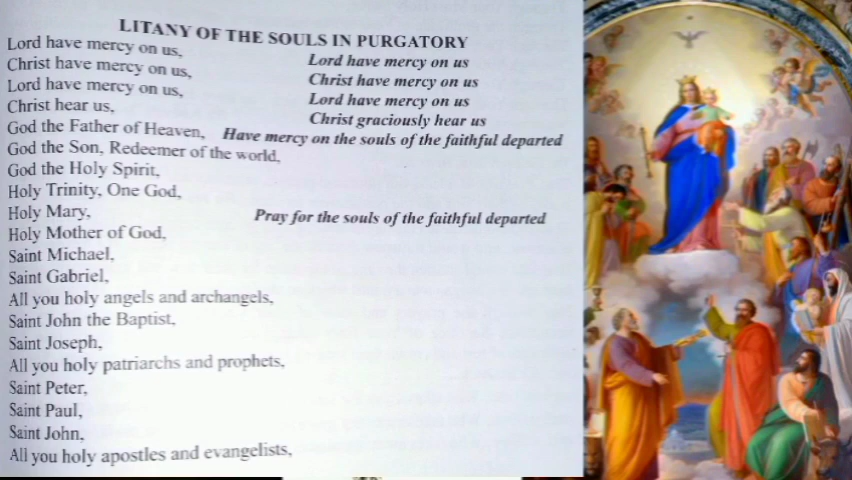 LITANY OF THE SOULS IN PURGATORY
Lord have mercy on us, Lord have mercy on us
Christ have mercy on us, Christ have mercy on us
Lord have mercy on us, Lord have mercy on us
Christ hear us, Christ graciously hear us
God the Father of Heaven, Have mercy on the souls of the faithful departed
God the Son, Redeemer of the world,
God the Holy Spirit,
Holy Trinity, One God,
Holy Mary, Pray for the souls of the faithful departed
Holy Mother of God,
Saint Michael,
Saint Gabriel,
All you holy angels and archangels,
Saint John the Baptist,
Saint Joseph,
All you holy patriarchs and prophets,
Saint Peter,
Saint Paul,
Saint John,
All you holy apostles and evangelists,